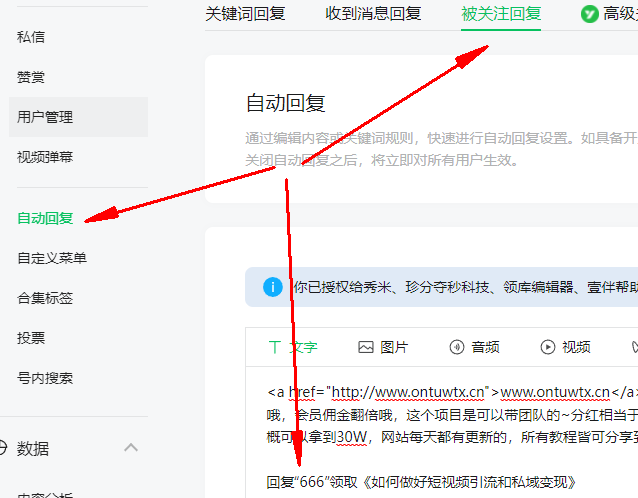 私信
赞赏
用户管理
视频弹幕
自动回复
自定义菜单
合集标签
投票
号内搜索
数据
内容分析
关键词回复 收到消息回复 被关注回复 高级
自动回复
通过编辑内容或关键词规则，快速进行自动回复设置。如具备开
关闭自动回复之后，将立即对所有用户生效。
你已授权给秀米、珍分夺秒科技、领库编辑器、壹伴帮助
文字 图片 音频 视频
<a href="http://www.ontuwtx.cn">www.ontuwtx.cn</a>
哦，会员佣金翻倍哦，这个项目是可以带团队的~分红相当于
概可以拿到30W，网站每天都有更新的，所有教程皆可分享到
回复“666”领取《如何做好短视频引流和私域变现》